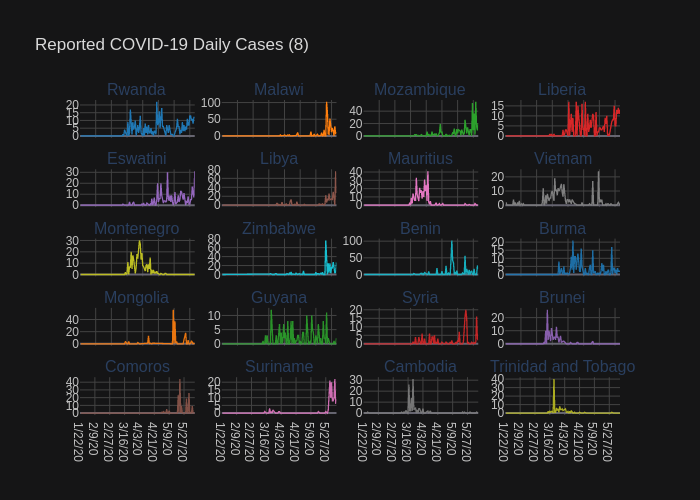 Reported COVID-19 Daily Cases (8)
Rwanda Malawi Mozambique Liberia
20 15 10 5 0
100 50 0
40 20 0
15 10 5 0
Eswatini Libya Mauritius Vietnam
30 20 10 0
80 60 40 20 0
40 30 20 10 0
20 10 0
Montenegro Zimbabwe Benin Burma
30 20 10 0
80 60 40 20 0
100 50 0
20 15 10 5 0
Mongolia Guyana Syria Brunei
40 20 0
10 5 0
20 15 10 5 0
20 10 0
Comoros Suriname Cambodia Trinidad and Tobago
40 30 20 10 0
20 10 0
30 20 10 0
40 30 20 10 0
1/22/20 2/9/20 2/27/20 3/16/20 4/3/20 4/21/20 5/9/20 5/27/20
1/22/20 2/9/20 2/27/20 3/16/20 4/3/20 4/21/20 5/9/20 5/27/20
1/22/20 2/9/20 2/27/20 3/16/20 4/3/20 4/21/20 5/9/20 5/27/20
1/22/20 2/9/20 2/27/20 3/16/20 4/3/20 4/21/20 5/9/20 5/27/20